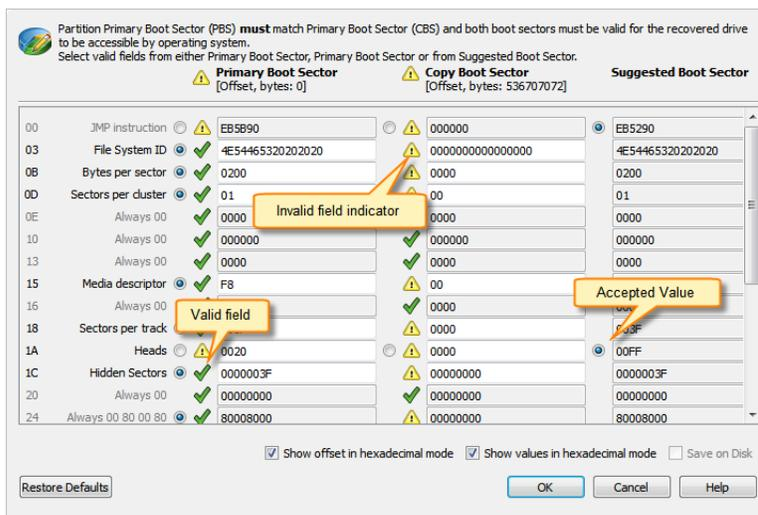 Partition Primary Boot Sector (PBS) must match Primary Boot Sector (CBS) and both boot sectors must be valid for the recovered drive
to be accessible by operating system.
Select valid fields from either Primary Boot Sector, Primary Boot Sector or from Suggested Boot Sector.
Primary Boot Sector Copy Boot Sector Suggested Boot Sector
[Offset, bytes: 0] [Offset, bytes: 536707072]
00 JMP instruction EB5B90 000000 EB5290
03 File System ID 4E54465320202020 0000000000000000 4E54465320202020
0B Bytes per sector 0200 0000 0200
0D Sectors per cluster 01 00 01
Invalid field indicator
0E Always 00 0000 0000 0000
10 Always 00 000000 000000 000000
13 Always 00 0000 0000 0000
15 Media descriptor F8 00
Accepted Value
16 Always 00 0000
Valid field
18 Sectors per track 0000
1A Heads 0020 0000 00FF
1C Hidden Sectors 0000003F 00000000 0000003F
20 Always 00 00000000 00000000 00000000
24 Always 00 80 00 80 80008000 00000000 80008000
Show offset in hexadecimal mode Show values in hexadecimal mode Save on Disk
Restore Defaults OK Cancel Help